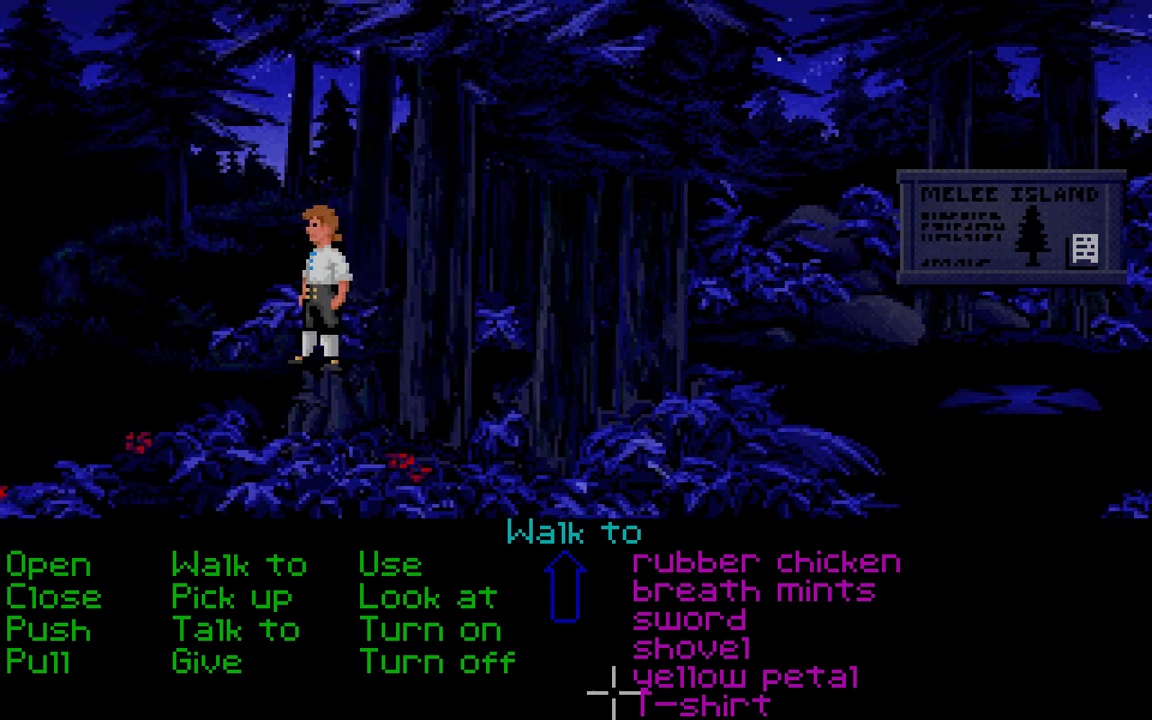 MELEE ISLAND
Walk to
Open Walk to Use
Close Pick up Look at
Push Talk to Turn on
Pull Give Turn off
rubber chicken
breath mints
sword
shovel
yellow petal
T-shirt